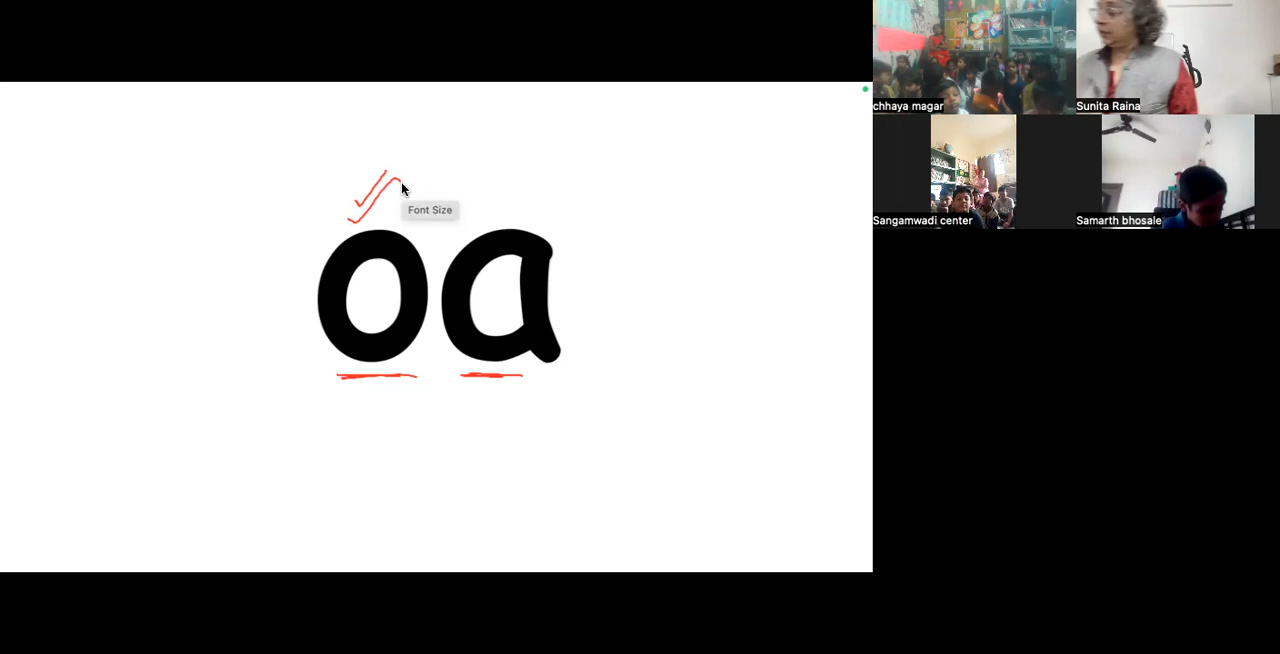 chhaya magar
Sunita Raina
Sangamwadi center
Samarth bhosale
Font Size
oa